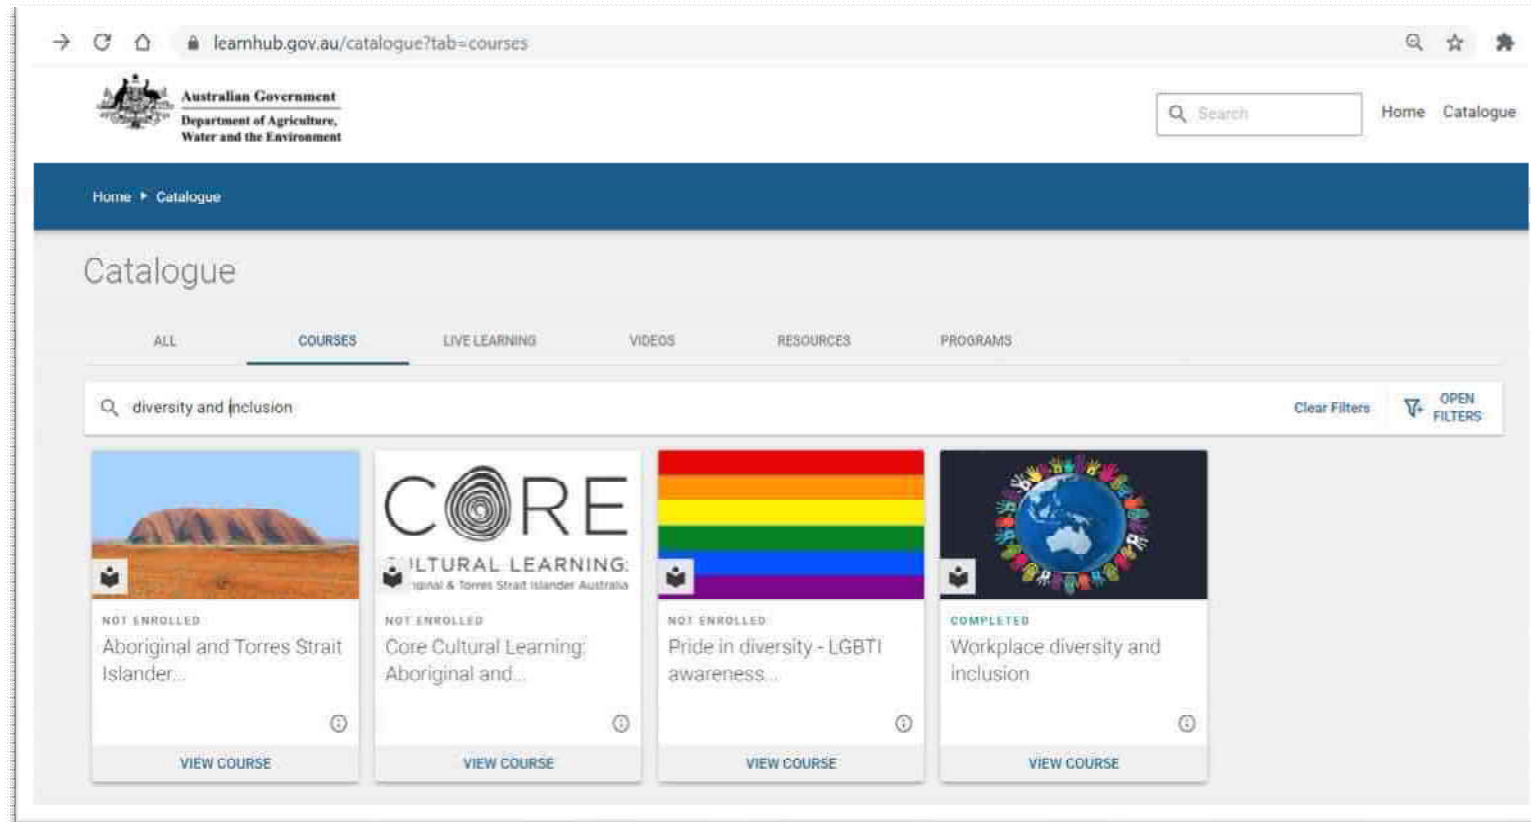 learnhub.gov.au/catalogue?tab=courses
Australian Government
Department of Agriculture,
Water and the Environment
Search
Home Catalogue
Home ▸ Catalogue
Catalogue
ALL COURSES LIVE LEARNING VIDEOS RESOURCES PROGRAMS
diversity and inclusion
Clear Filters
OPEN
FILTERS
CORE
CULTURAL LEARNING:
Aboriginal & Torres Strait Islander Australia
NOT ENROLLED
Aboriginal and Torres Strait
Islander...
VIEW COURSE
NOT ENROLLED
Core Cultural Learning:
Aboriginal and...
VIEW COURSE
NOT ENROLLED
Pride in diversity - LGBTI
awareness...
VIEW COURSE
COMPLETED
Workplace diversity and
inclusion
VIEW COURSE